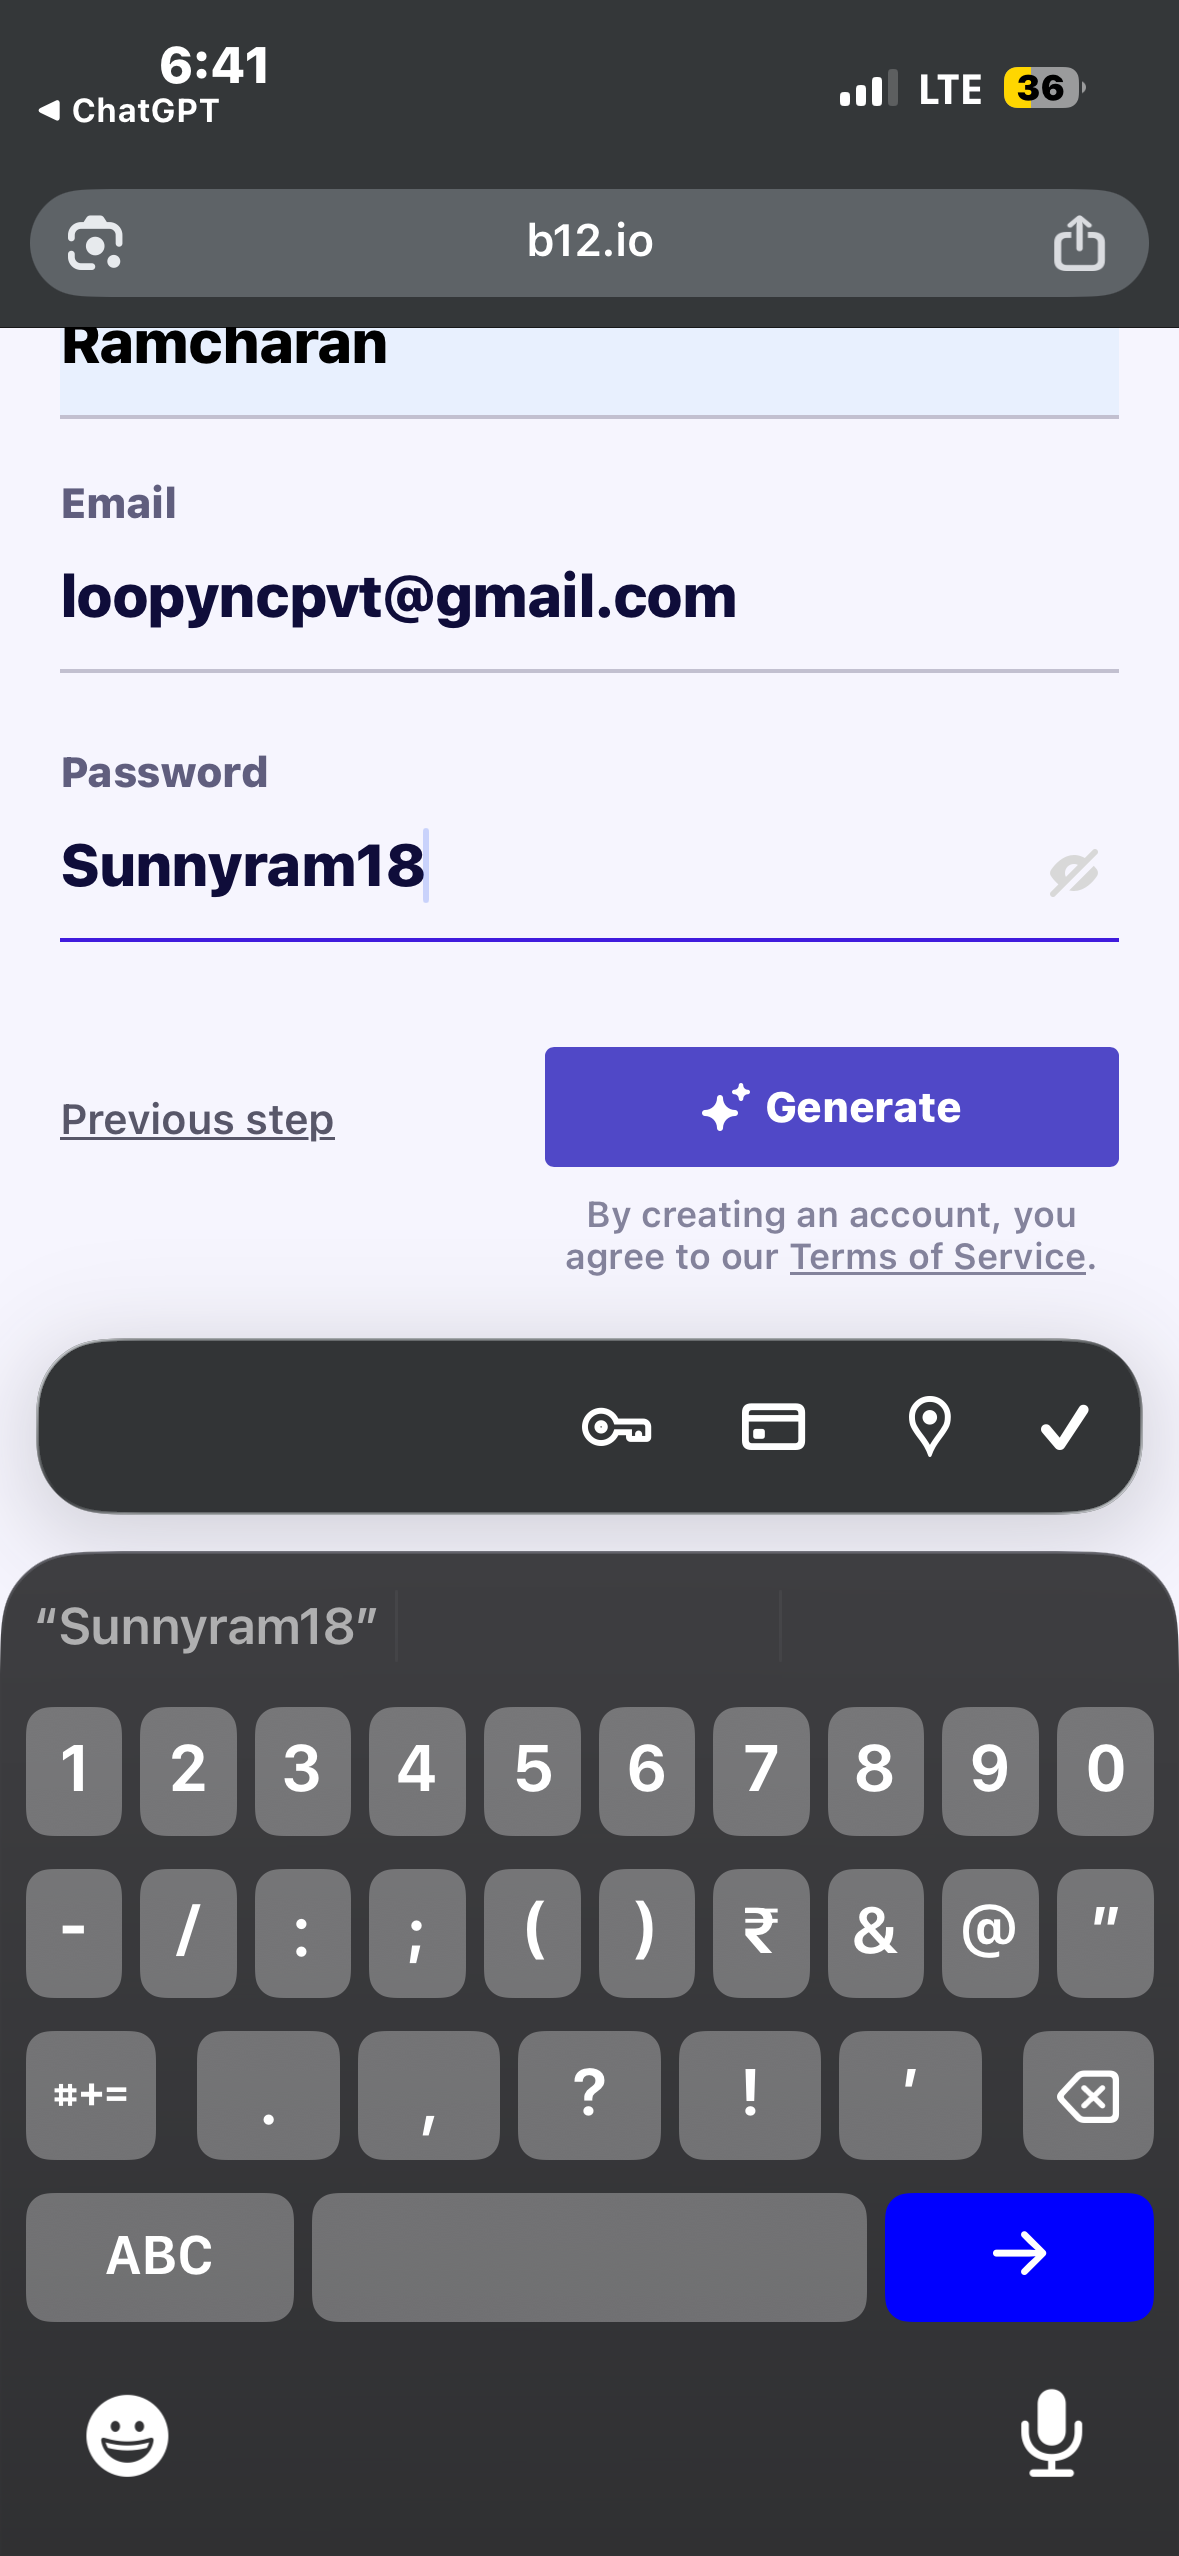 6:41
ChatGPT
LTE
36
b12.io
Ramcharan
Email
loopyncpvt@gmail.com
Password
Sunnyram18
Previous step
Generate
By creating an account, you
agree to our Terms of Service.
“Sunnyram18”
1 2 3 4 5 6 7 8 9 0
- / : ; ( ) ₹ & @ "
#+= . , ? ! '
ABC